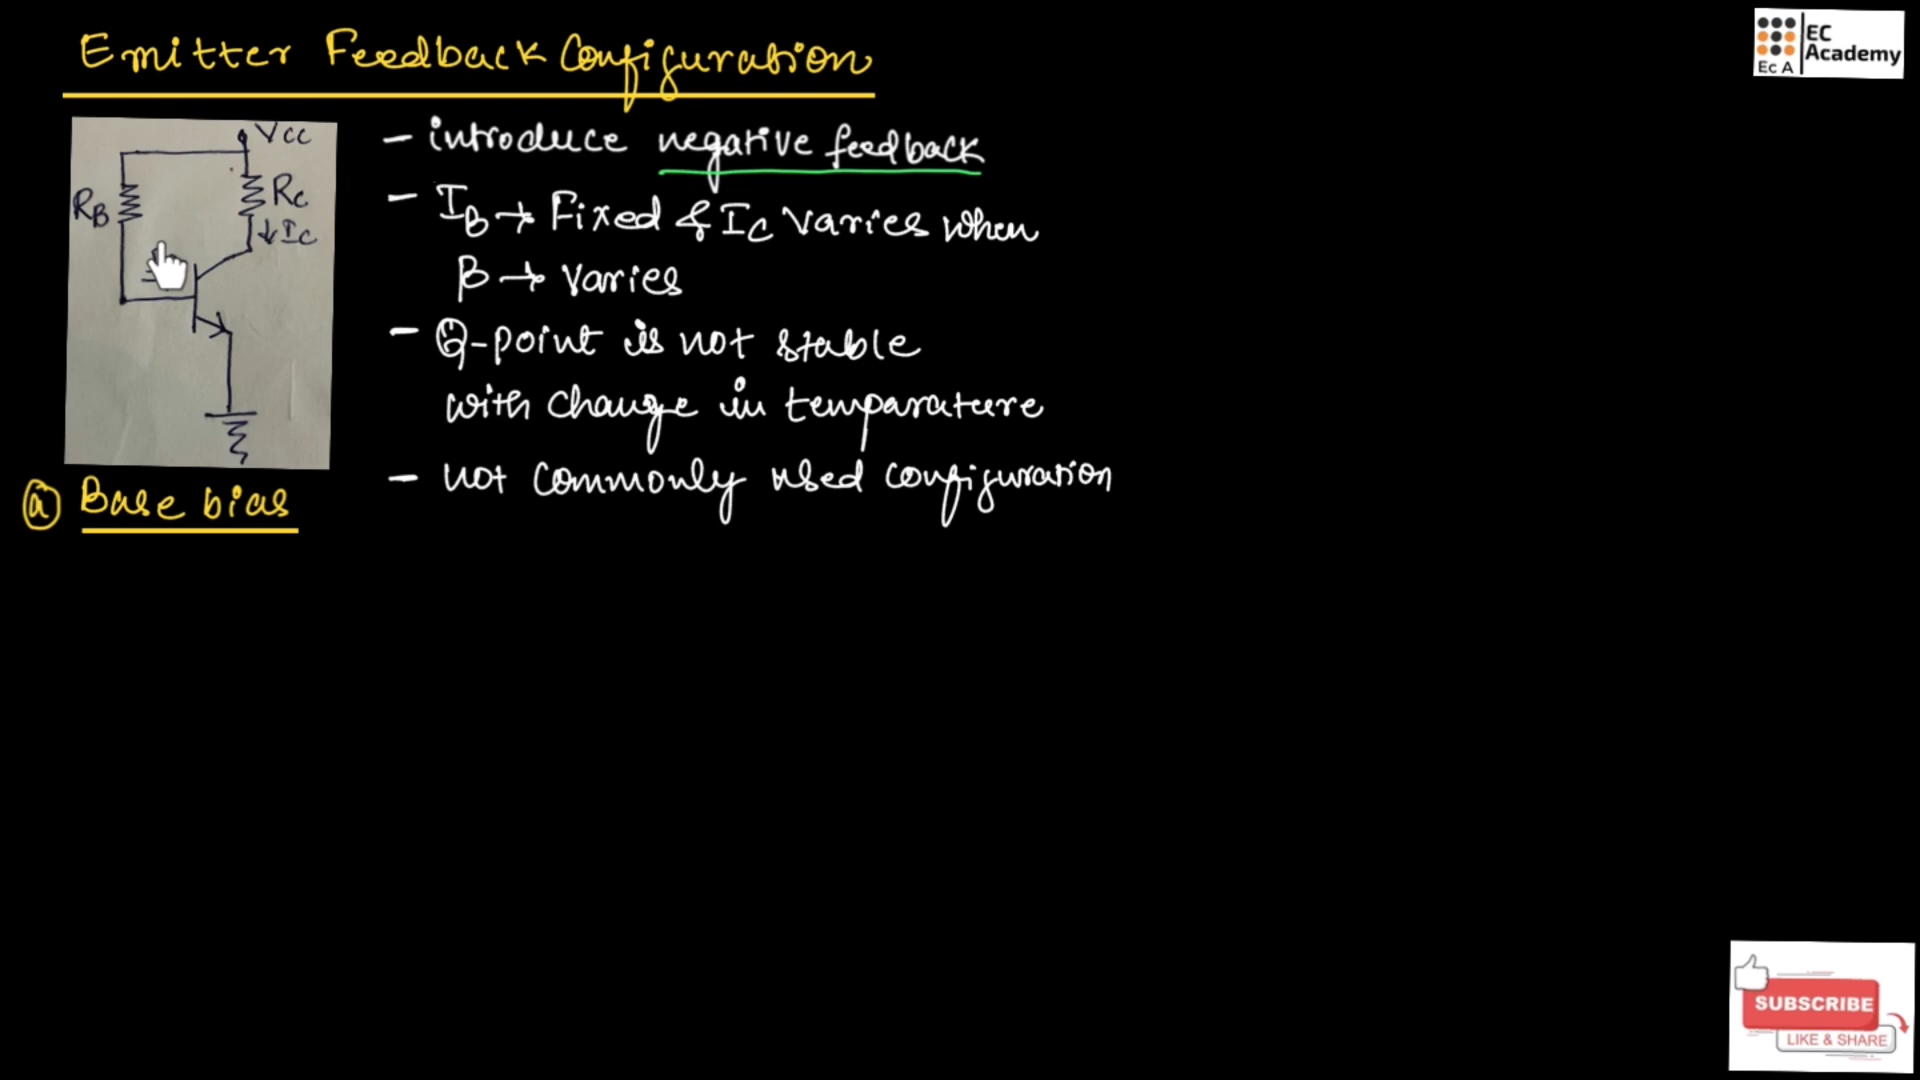 Emitter Feedback Configuration
EC
Academy
Ec A
Vcc
RB
Rc
Ic
- introduce negative feedback
- IB → Fixed & IC varies when
β → varies
- Q-point is not stable
with change in temparature
- not commonly used configuration
(a) Base bias
SUBSCRIBE
LIKE & SHARE